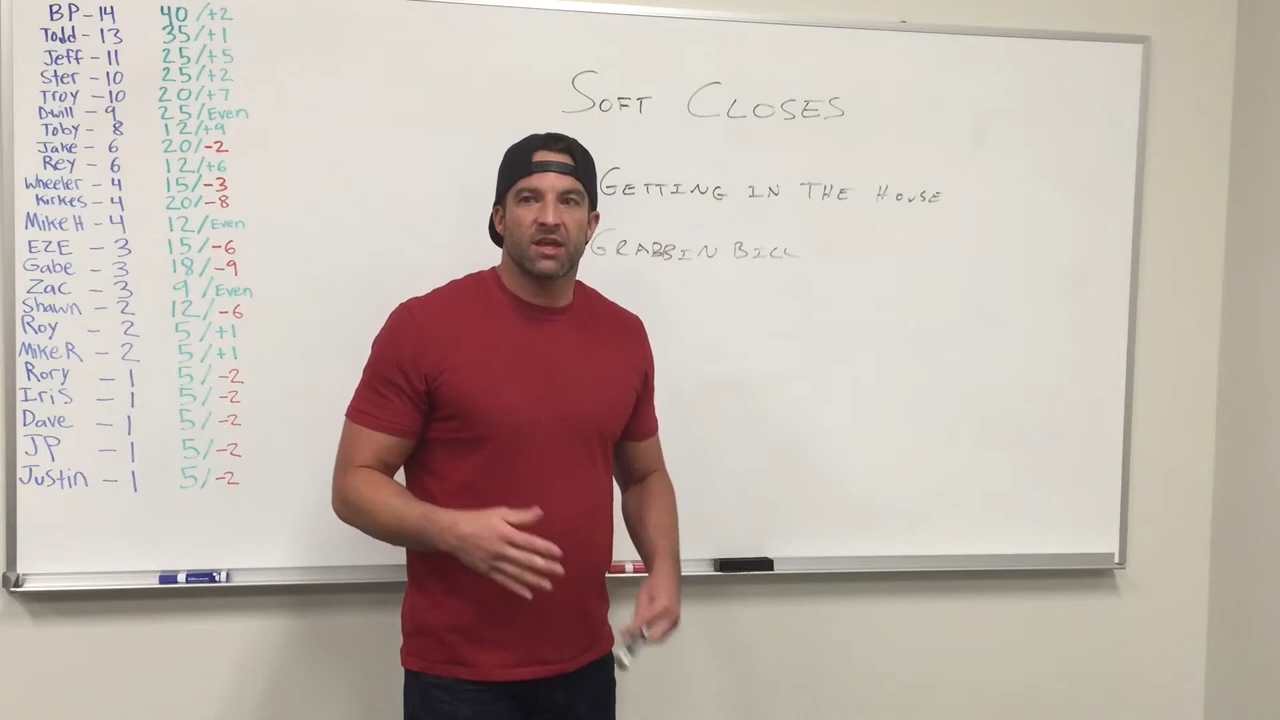 BP - 14 40/+2
Todd - 13 35/+1
Jeff - 11 25/+5
Ster - 10 25/+2
Troy - 10 20/+7
Dwill - 9 25/Even
Toby - 8 12/+9
Jake - 6 20/-2
Rey - 6 12/+6
Wheeler - 4 15/-3
Kirkes - 4 20/-8
Mike H - 4 12/Even
EZE - 3 15/-6
Gabe - 3 18/-9
Zac - 3 9/Even
Shawn - 2 12/-6
Roy - 2 5/+1
Mike R - 2 5/+1
Rory - 1 5/-2
Iris - 1 5/-2
Dave - 1 5/-2
JP - 1 5/-2
Justin - 1 5/-2
SOFT CLOSES
GETTING IN THE HOUSE
GRABBIN BILL